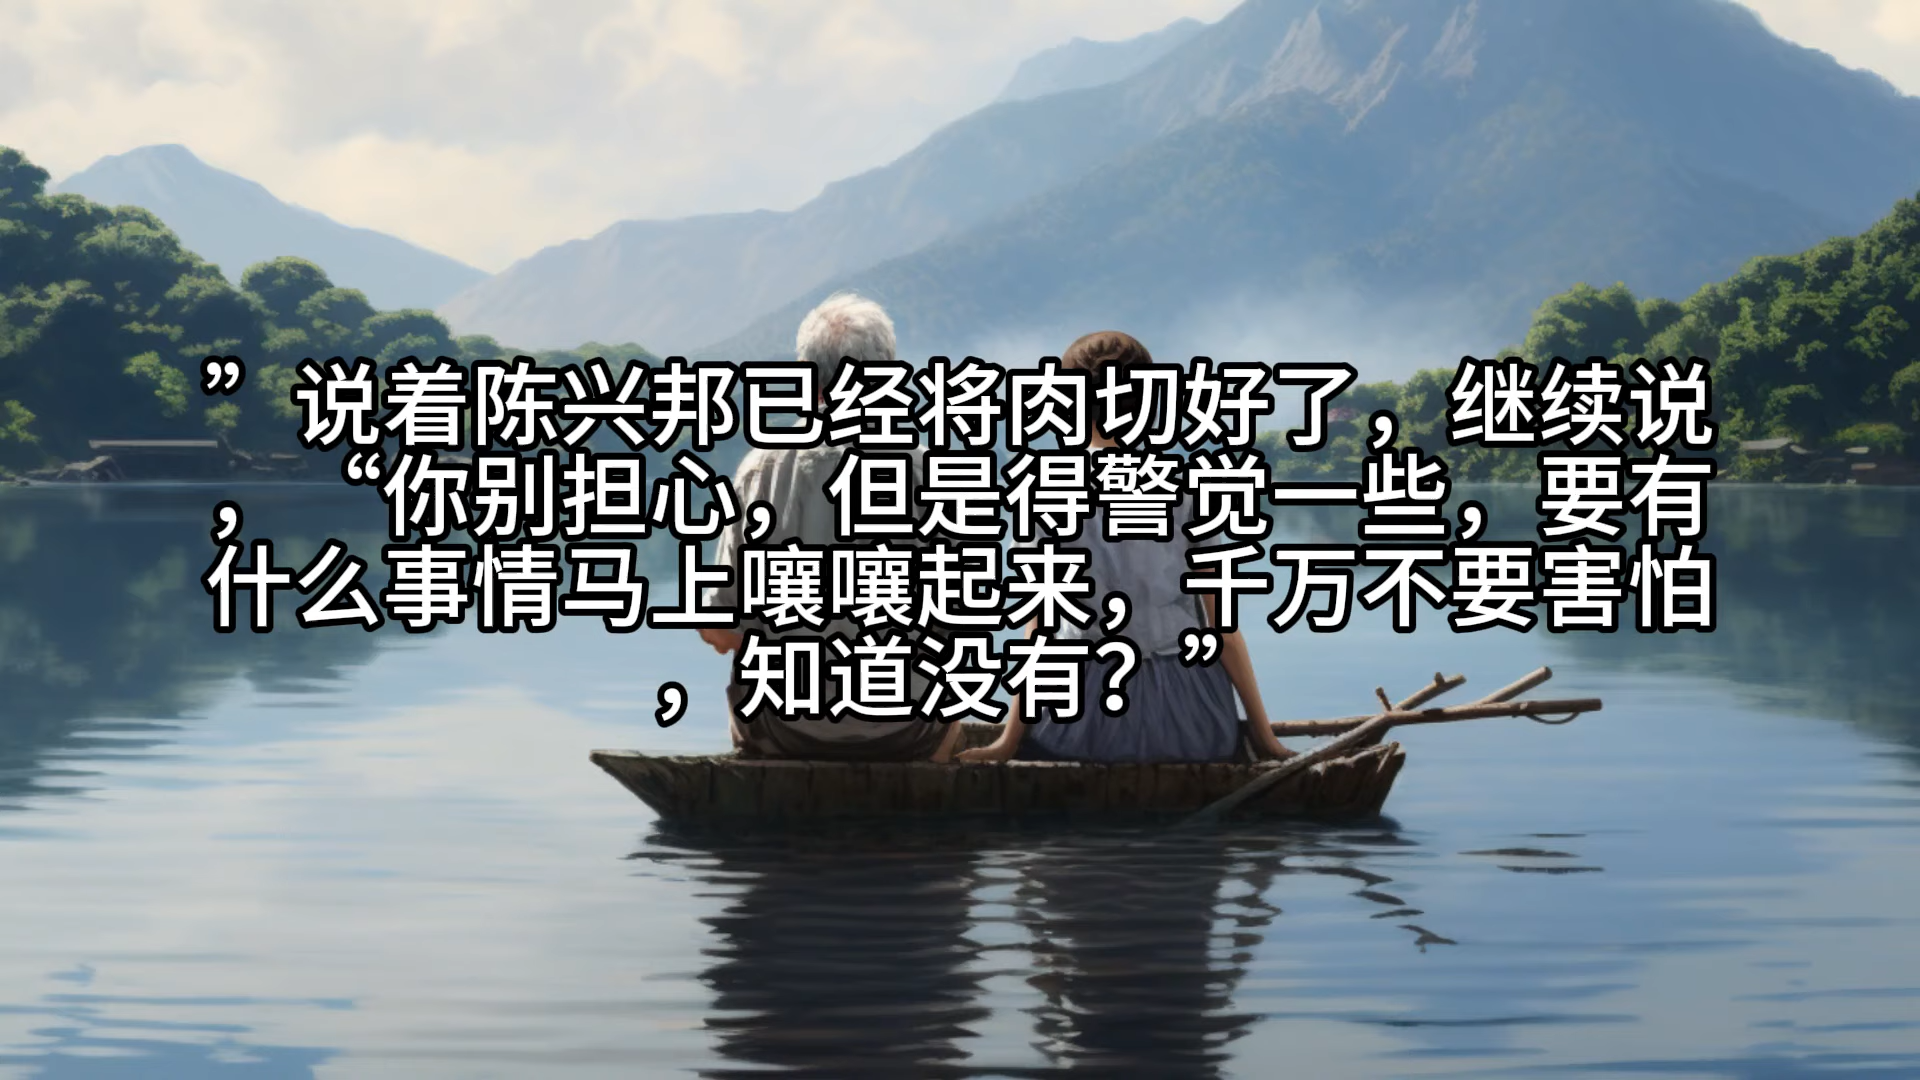 ”说着陈兴邦已经将肉切好了，继续说
，“你别担心，但是得警觉一些，要有
什么事情马上嚷嚷起来，千万不要害怕
，知道没有？”